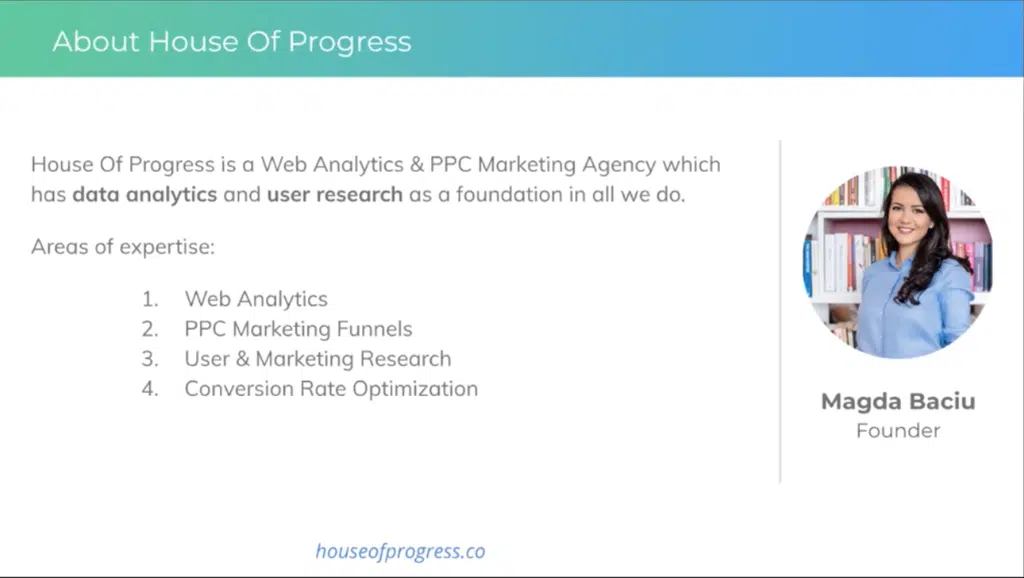 About House Of Progress
House Of Progress is a Web Analytics & PPC Marketing Agency which
has data analytics and user research as a foundation in all we do.
Areas of expertise:
1. Web Analytics
2. PPC Marketing Funnels
3. User & Marketing Research
4. Conversion Rate Optimization
Magda Baciu
Founder
houseofprogress.co